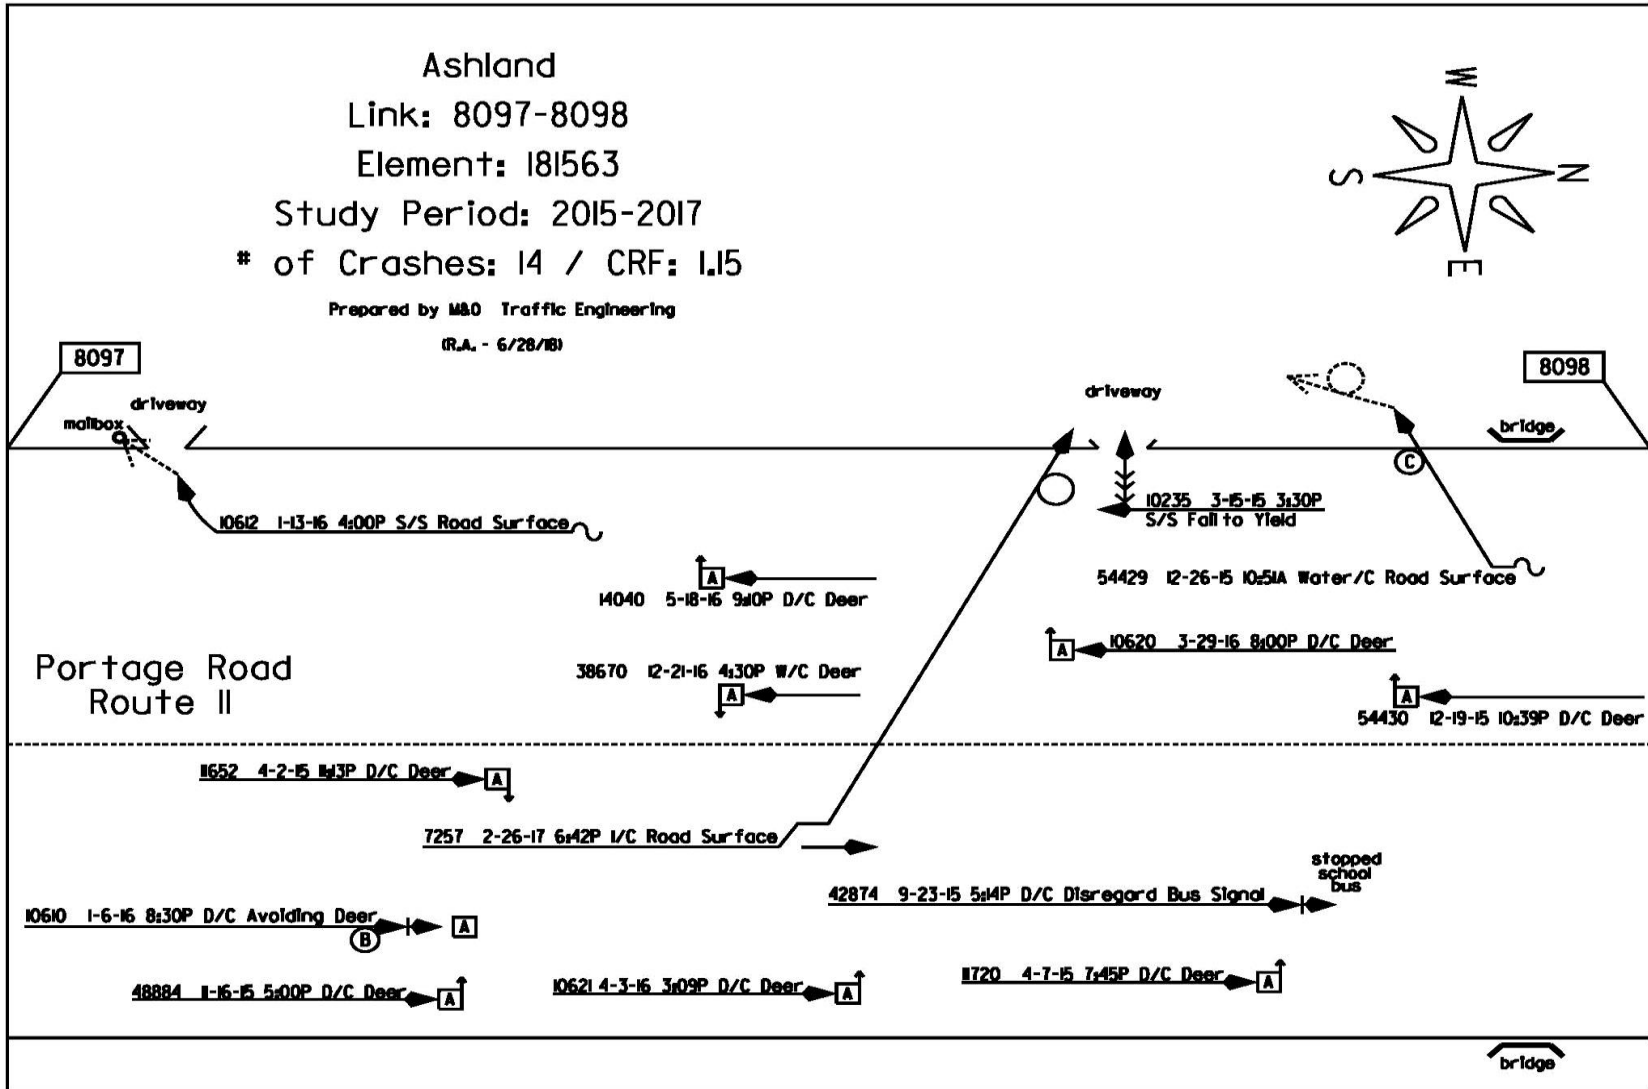 Ashland
Link: 8097-8098
Element: 181563
Study Period: 2015-2017
# of Crashes: 14 / CRF: 1.15
Prepared by M&O Traffic Engineering
(R.A. - 6/28/18)
W
S
N
E
8097
8098
mailbox
driveway
driveway
bridge
C
10612 1-13-16 4:00P S/S Road Surface
10235 3-15-15 3:30P
S/S Fail to Yield
A
14040 5-18-16 9:10P D/C Deer
54429 12-26-15 10:51A Water/C Road Surface
A
10620 3-29-16 8:00P D/C Deer
Portage Road
Route 11
38670 12-21-16 4:30P W/C Deer
A
A
54430 12-19-15 10:39P D/C Deer
11652 4-2-15 11:13P D/C Deer
A
7257 2-26-17 6:42P I/C Road Surface
42874 9-23-15 5:14P D/C Disregard Bus Signal
stopped
school
bus
10610 1-6-16 8:30P D/C Avoiding Deer
B
A
48884 11-16-15 5:00P D/C Deer
A
10621 4-3-16 3:09P D/C Deer
A
11720 4-7-15 7:45P D/C Deer
A
bridge